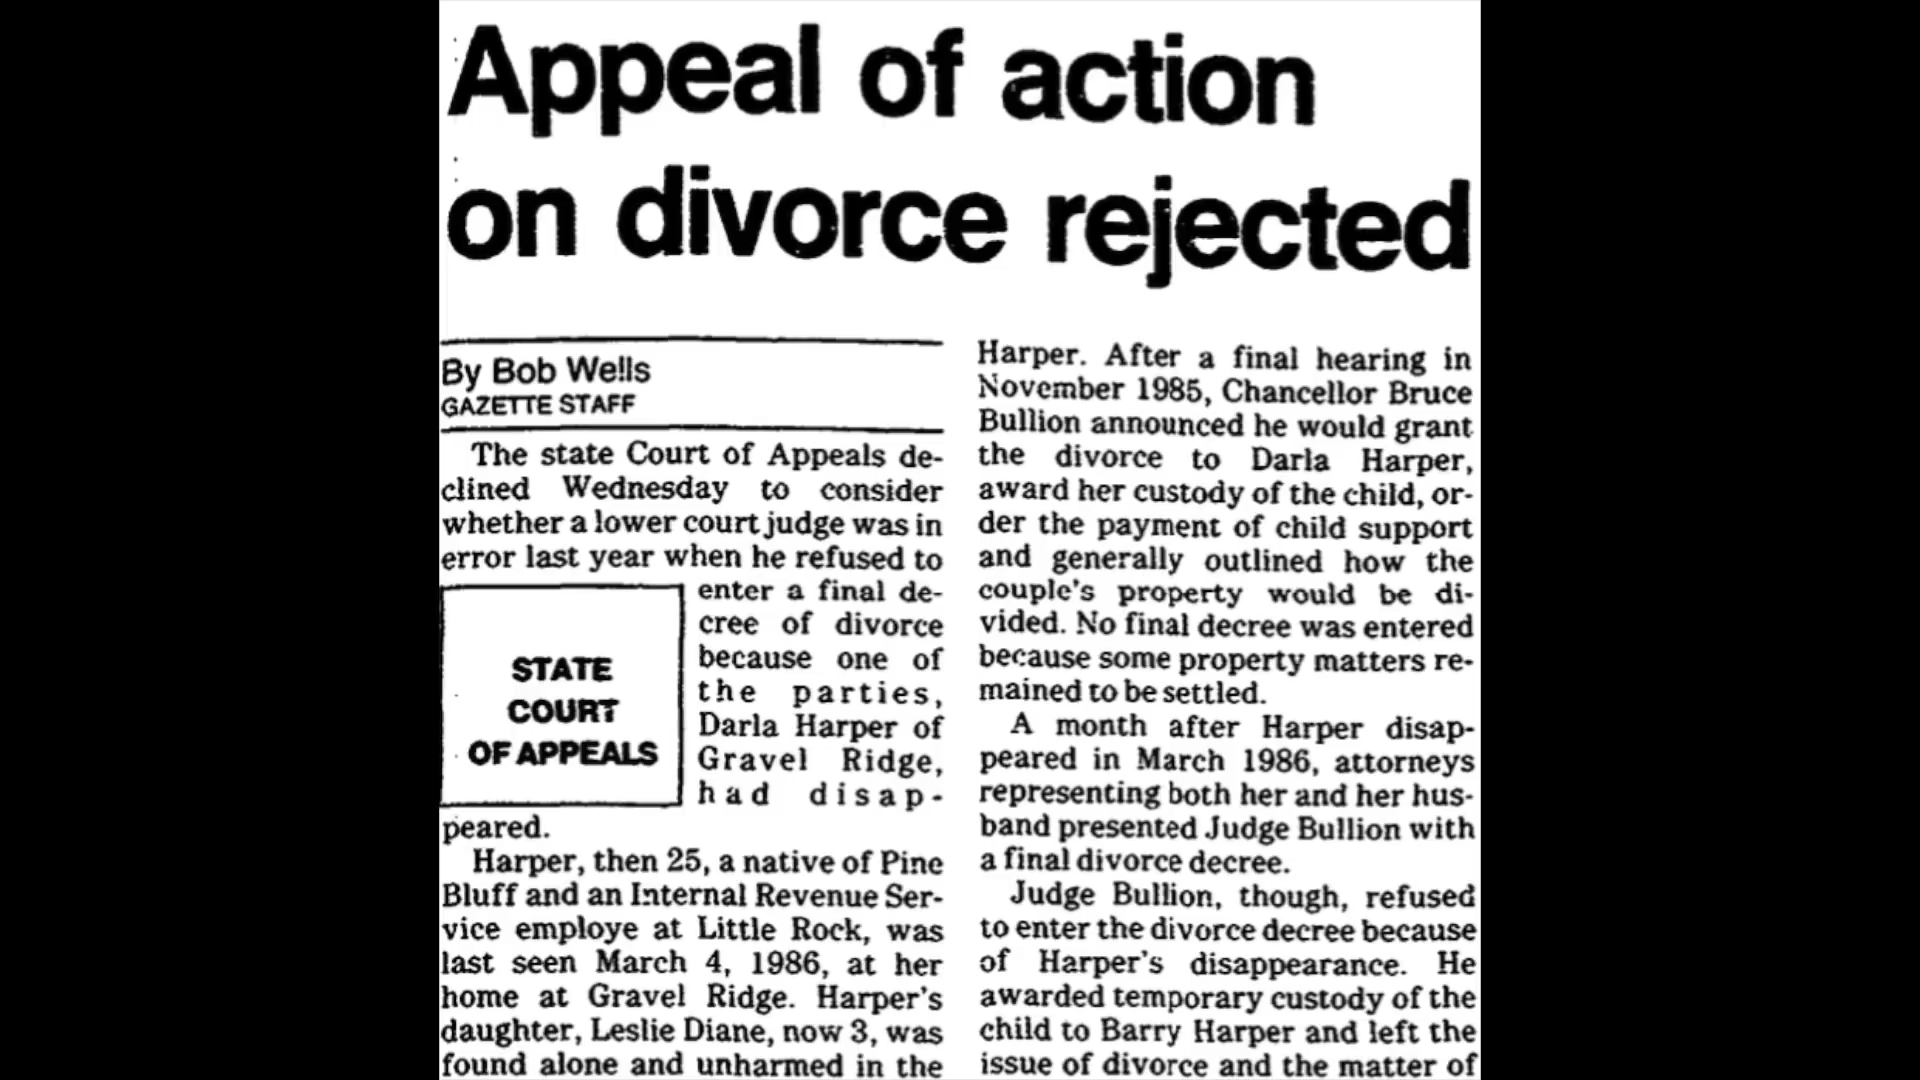 Appeal of action
on divorce rejected
By Bob Wells
GAZETTE STAFF
The state Court of Appeals de-
clined Wednesday to consider
whether a lower court judge was in
error last year when he refused to
enter a final de-
cree of divorce
because one of
the parties,
Darla Harper of
Gravel Ridge,
had disap-
peared.
STATE
COURT
OF APPEALS
Harper, then 25, a native of Pine
Bluff and an Internal Revenue Ser-
vice employe at Little Rock, was
last seen March 4, 1986, at her
home at Gravel Ridge. Harper's
daughter, Leslie Diane, now 3, was
found alone and unharmed in the
Harper. After a final hearing in
November 1985, Chancellor Bruce
Bullion announced he would grant
the divorce to Darla Harper,
award her custody of the child, or-
der the payment of child support
and generally outlined how the
couple's property would be di-
vided. No final decree was entered
because some property matters re-
mained to be settled.
A month after Harper disap-
peared in March 1986, attorneys
representing both her and her hus-
band presented Judge Bullion with
a final divorce decree.
Judge Bullion, though, refused
to enter the divorce decree because
of Harper's disappearance. He
awarded temporary custody of the
child to Barry Harper and left the
issue of divorce and the matter of